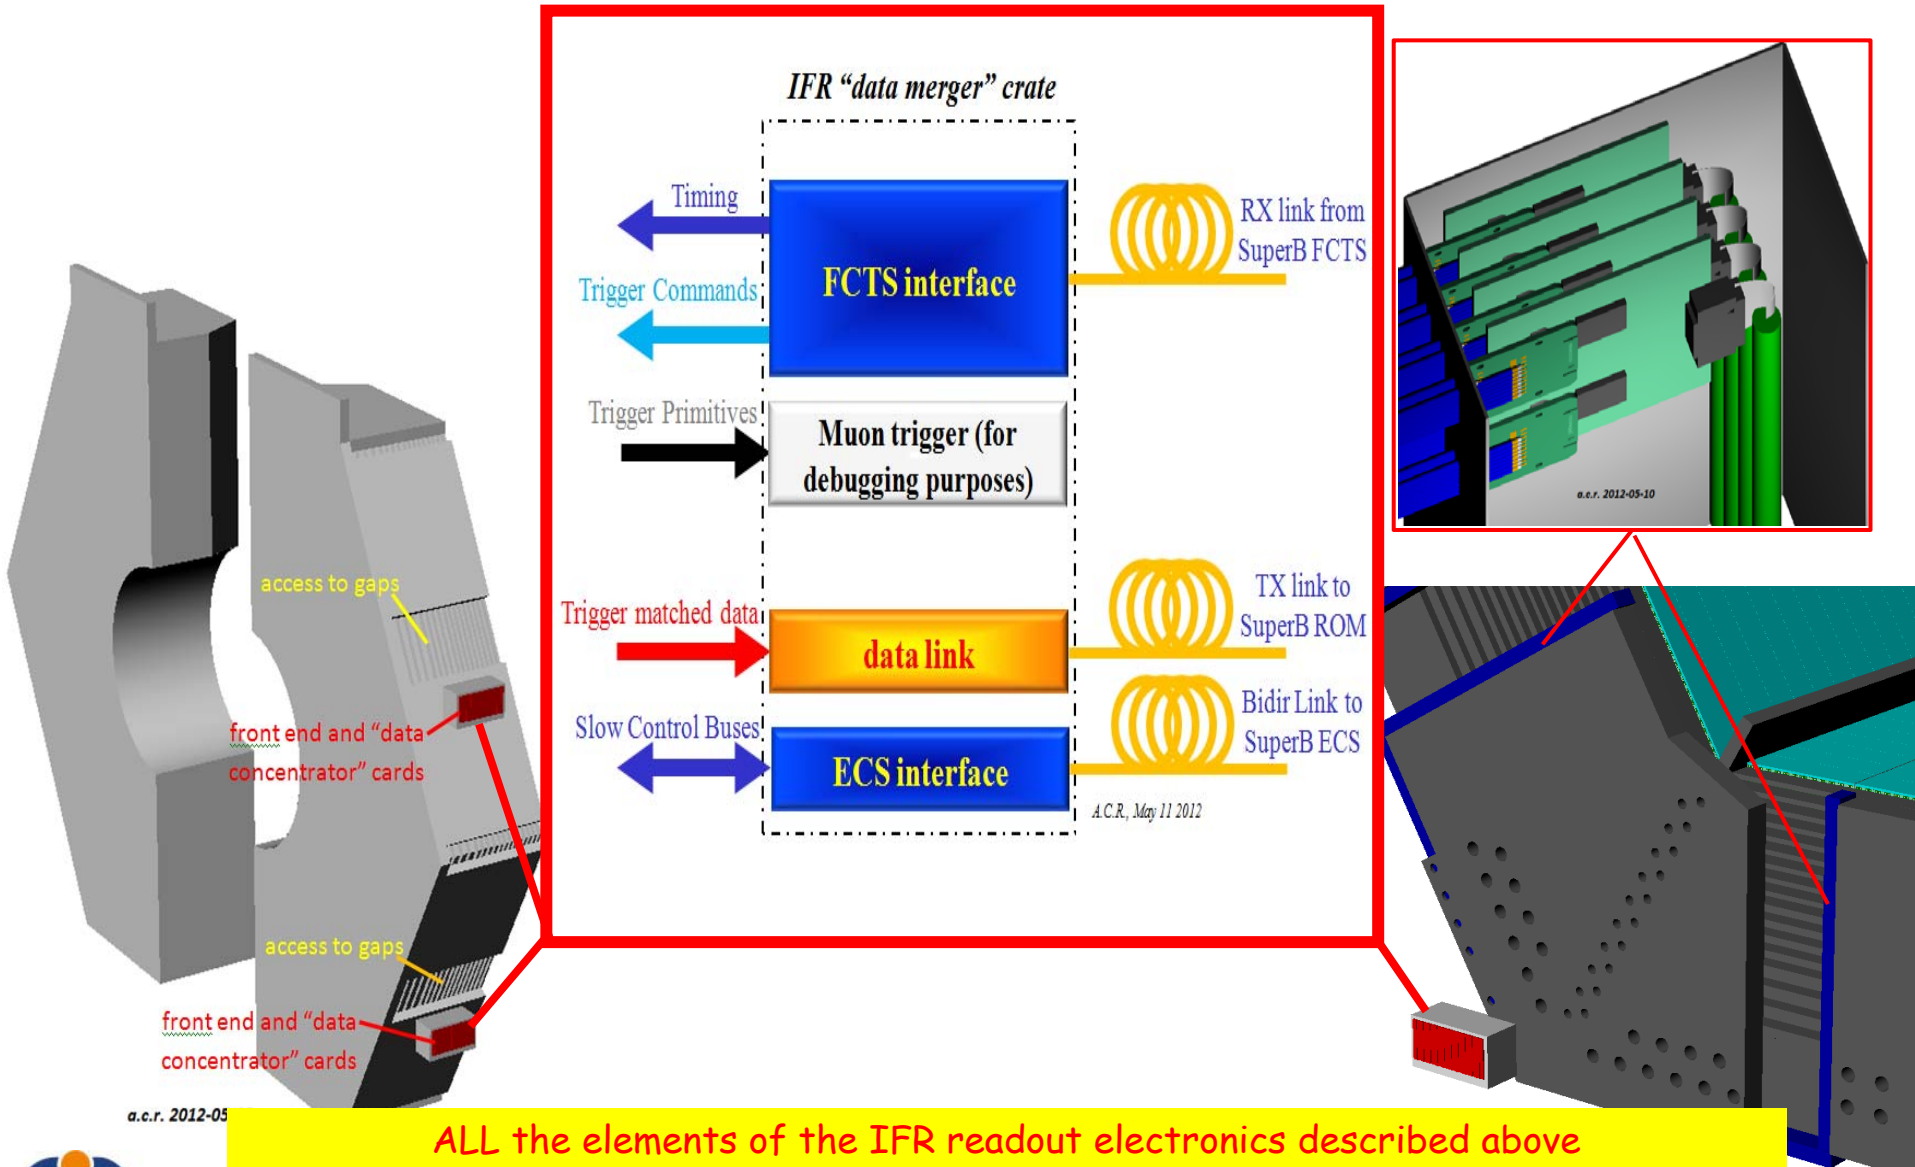 IFR “data merger” crate
Timing
Trigger Commands
FCTS interface
RX link from
SuperB FCTS
Trigger Primitives
Muon trigger (for
debugging purposes)
Trigger matched data
data link
TX link to
SuperB ROM
Slow Control Buses
ECS interface
Bidir Link to
SuperB ECS
A.C.R., May 11 2012
a.c.r. 2012-05-10
access to gaps
front end and “data
concentrator” cards
access to gaps
front end and “data
concentrator” cards
a.c.r. 2012-05
ALL the elements of the IFR readout electronics described above